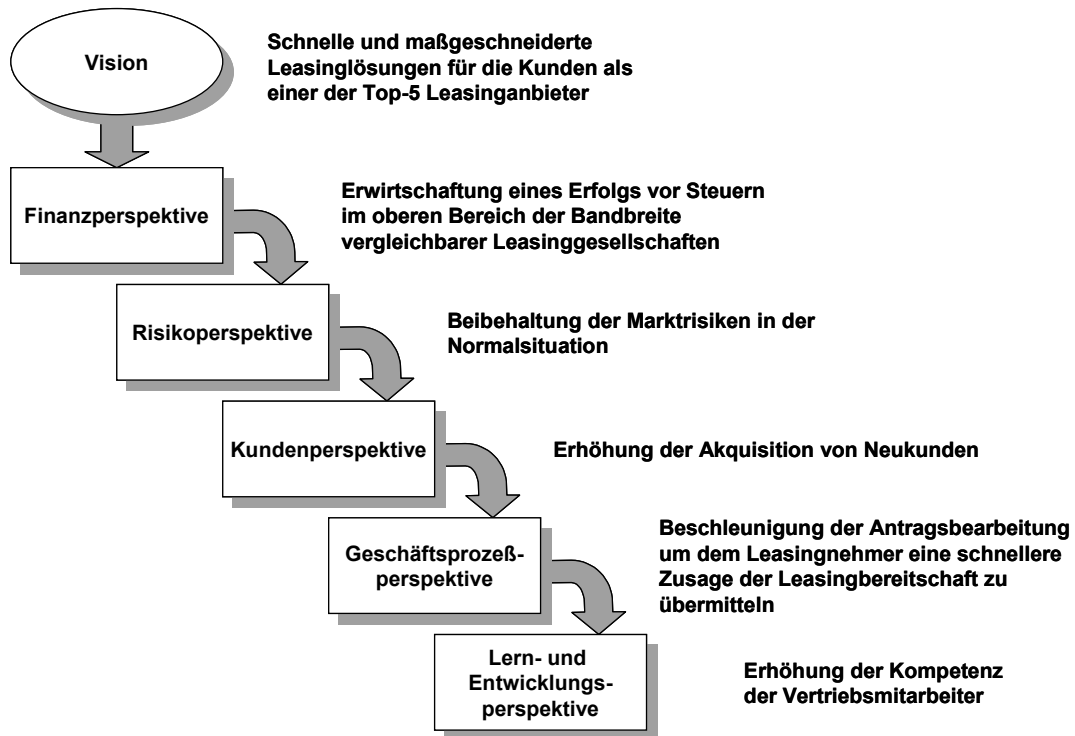 Vision
Schnelle und maßgeschneiderte
Leasinglösungen für die Kunden als
einer der Top-5 Leasinganbieter
Finanzperspektive
Erwirtschaftung eines Erfolgs vor Steuern
im oberen Bereich der Bandbreite
vergleichbarer Leasinggesellschaften
Risikoperspektive
Beibehaltung der Marktrisiken in der
Normalsituation
Kundenperspektive
Erhöhung der Akquisition von Neukunden
Geschäftsprozeß-
perspektive
Beschleunigung der Antragsbearbeitung
um dem Leasingnehmer eine schnellere
Zusage der Leasingbereitschaft zu
übermitteln
Lern- und
Entwicklungs-
perspektive
Erhöhung der Kompetenz
der Vertriebsmitarbeiter